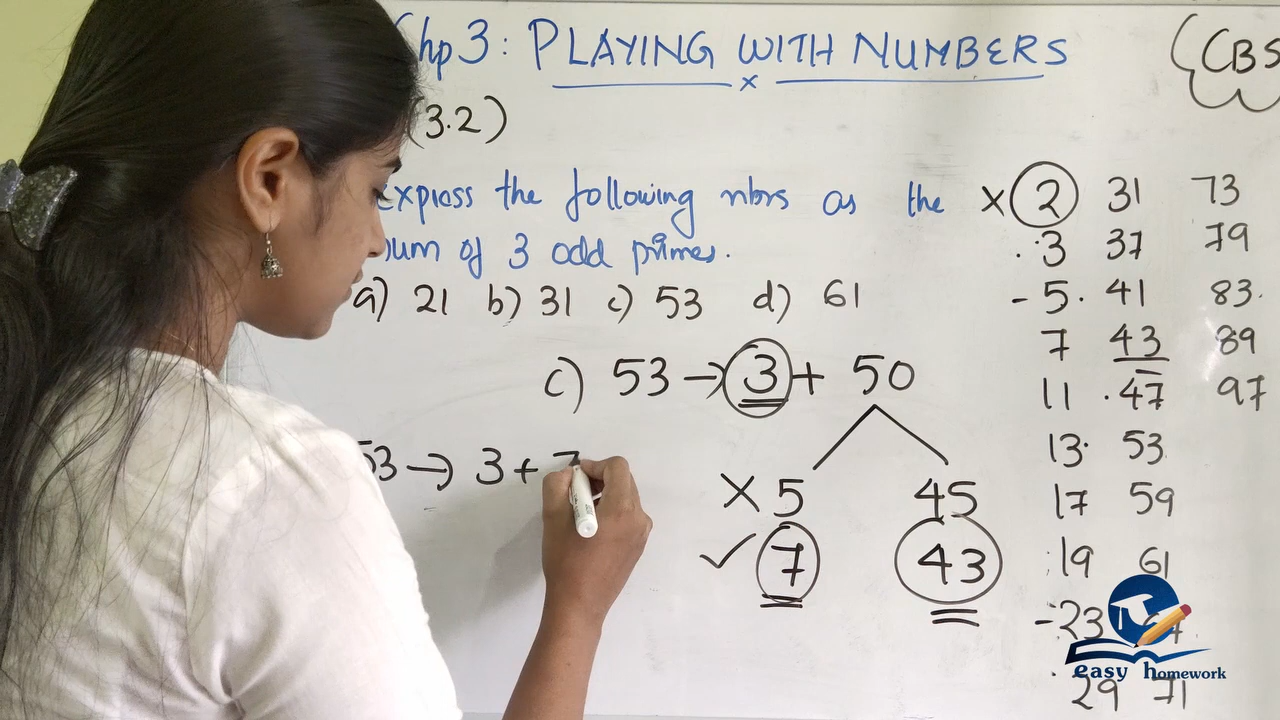 Chp 3: PLAYING WITH NUMBERS
x
CBS
(3.2)
Express the following nbrs as the
sum of 3 odd primes.
a) 21 b) 31 c) 53 d) 61
c) 53 → 3 + 50
X 5 45
✓ 7 43
53 → 3 + 7
X 2 31 73
3 37 79
- 5 41 83
7 43 89
11 47 97
13 53
17 59
19 61
- 23
29 71
easy homework